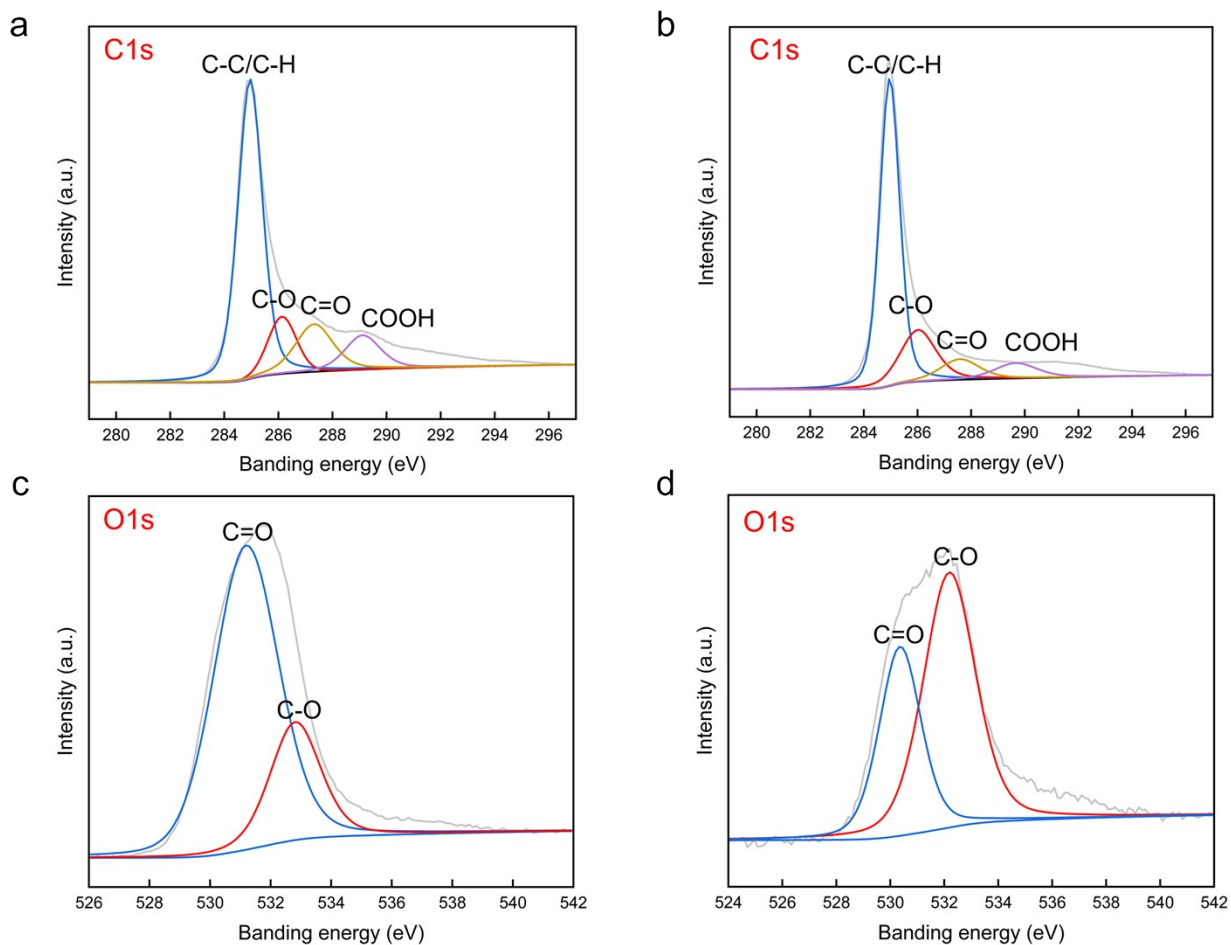 a
C1s
C-C/C-H
C-O
C=O
COOH
Intensity (a.u.)
280 282 284 286 288 290 292 294 296
Banding energy (eV)
b
C1s
C-C/C-H
C-O
C=O
COOH
Intensity (a.u.)
280 282 284 286 288 290 292 294 296
Banding energy (eV)
c
O1s
C=O
C-O
Intensity (a.u.)
526 528 530 532 534 536 538 540 542
Banding energy (eV)
d
O1s
C-O
C=O
Intensity (a.u.)
524 526 528 530 532 534 536 538 540 542
Banding energy (eV)